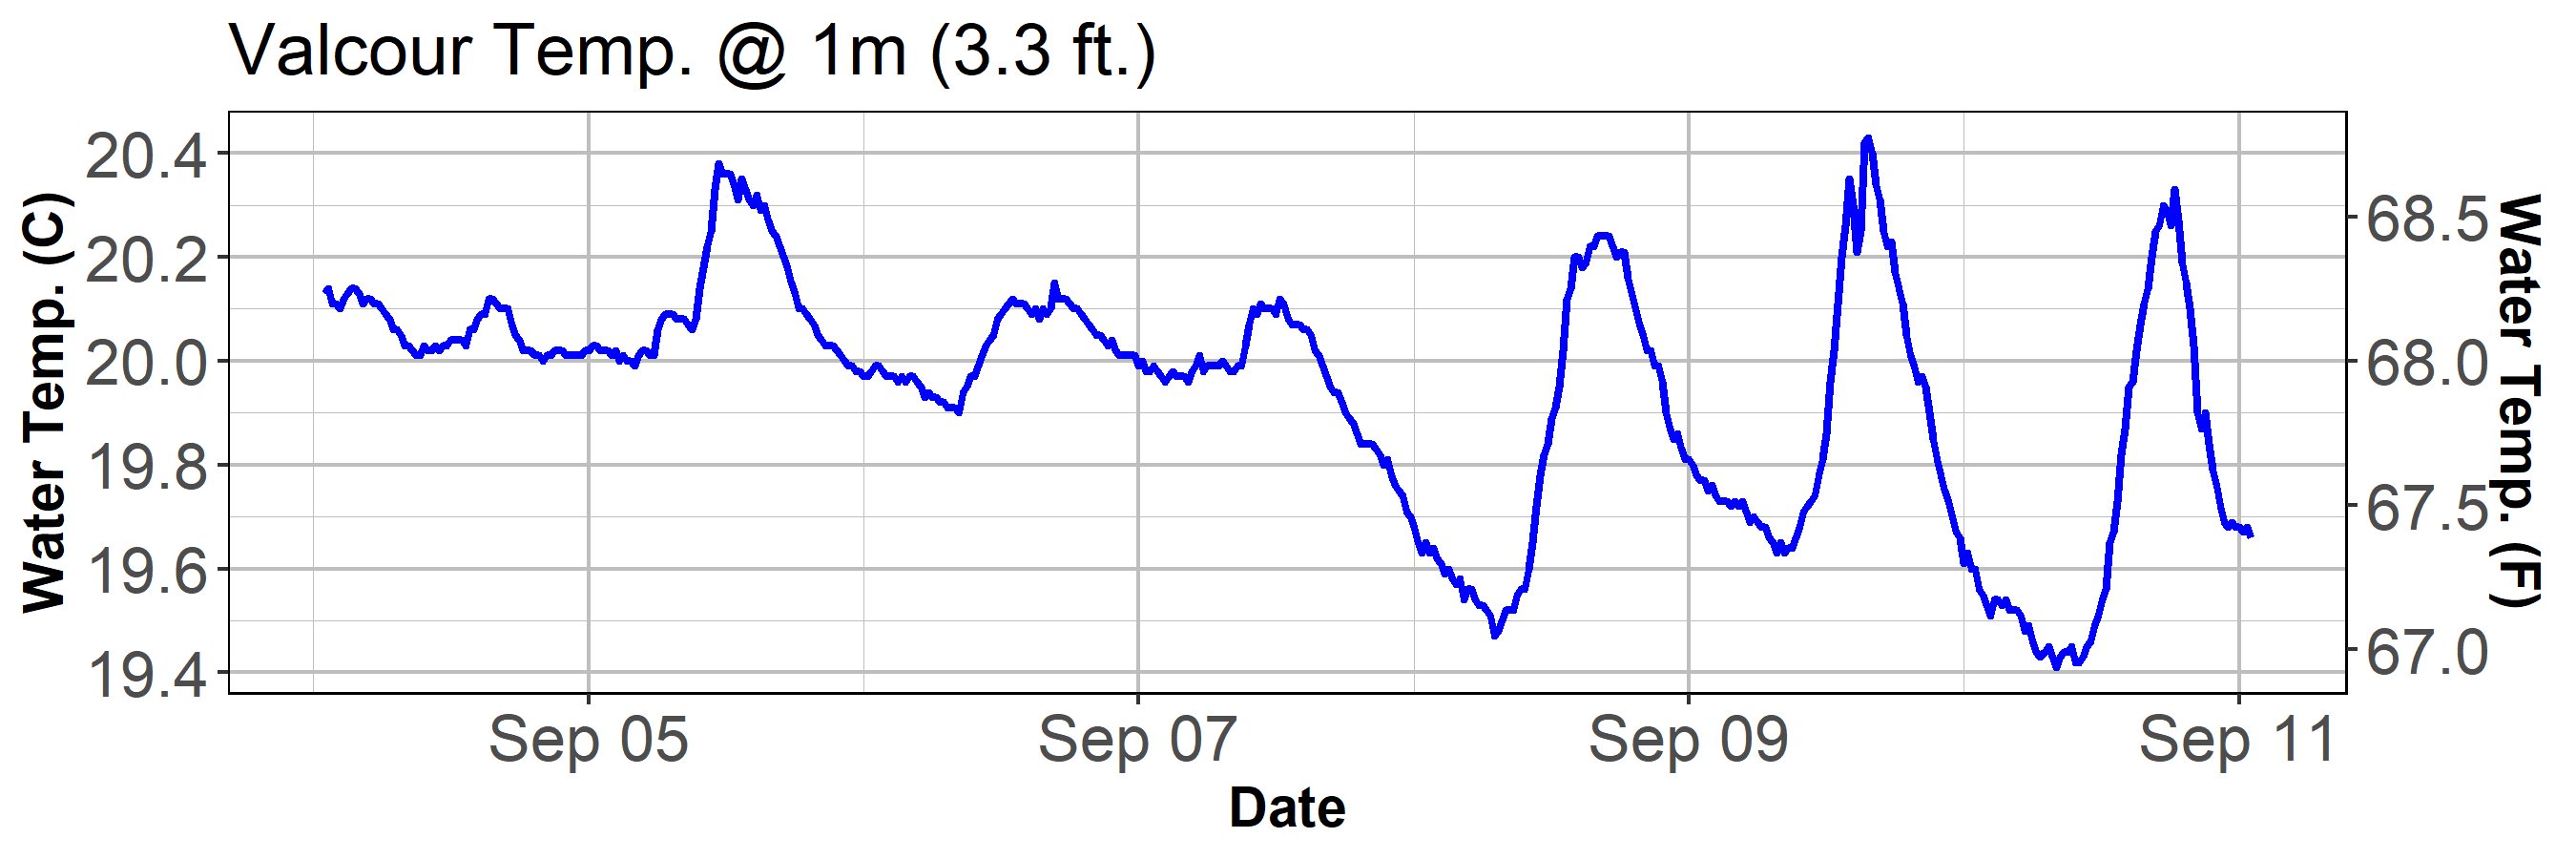 Valcour Temp. @ 1m (3.3 ft.)
Water Temp. (C)
20.4
20.2
20.0
19.8
19.6
19.4
68.5
68.0
67.5
67.0
Water Temp. (F)
Sep 05 Sep 07 Sep 09 Sep 11
Date